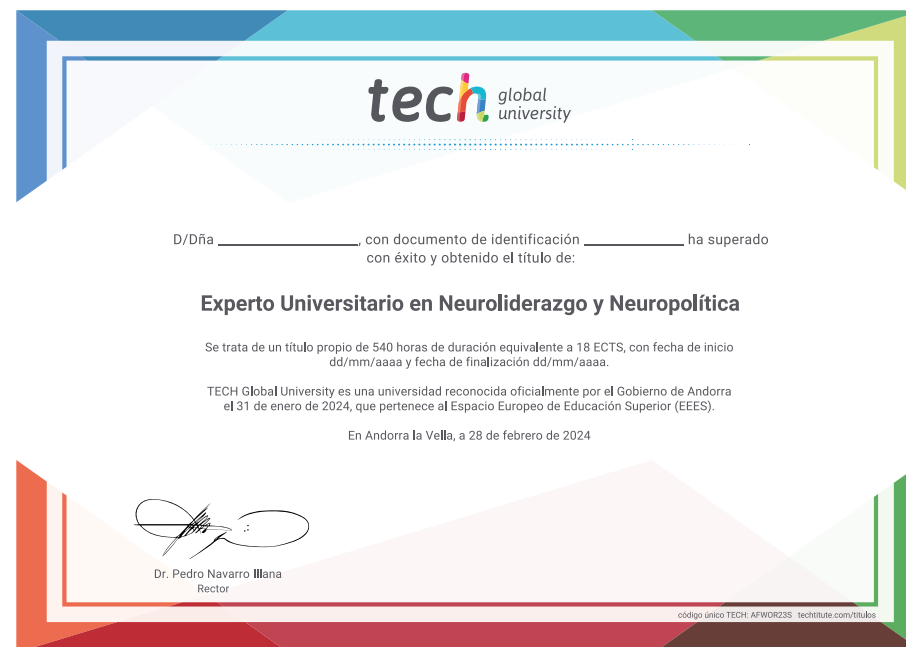 tech global university
D/Dña ____________________, con documento de identificación ______________ ha superado
con éxito y obtenido el título de:
Experto Universitario en Neuroliderazgo y Neuropolítica
Se trata de un título propio de 540 horas de duración equivalente a 18 ECTS, con fecha de inicio
dd/mm/aaaa y fecha de finalización dd/mm/aaaa.
TECH Global University es una universidad reconocida oficialmente por el Gobierno de Andorra
el 31 de enero de 2024, que pertenece al Espacio Europeo de Educación Superior (EEES).
En Andorra la Vella, a 28 de febrero de 2024
Dr. Pedro Navarro Illana
Rector
código único TECH: AFWOR23S techtitute.com/titulos